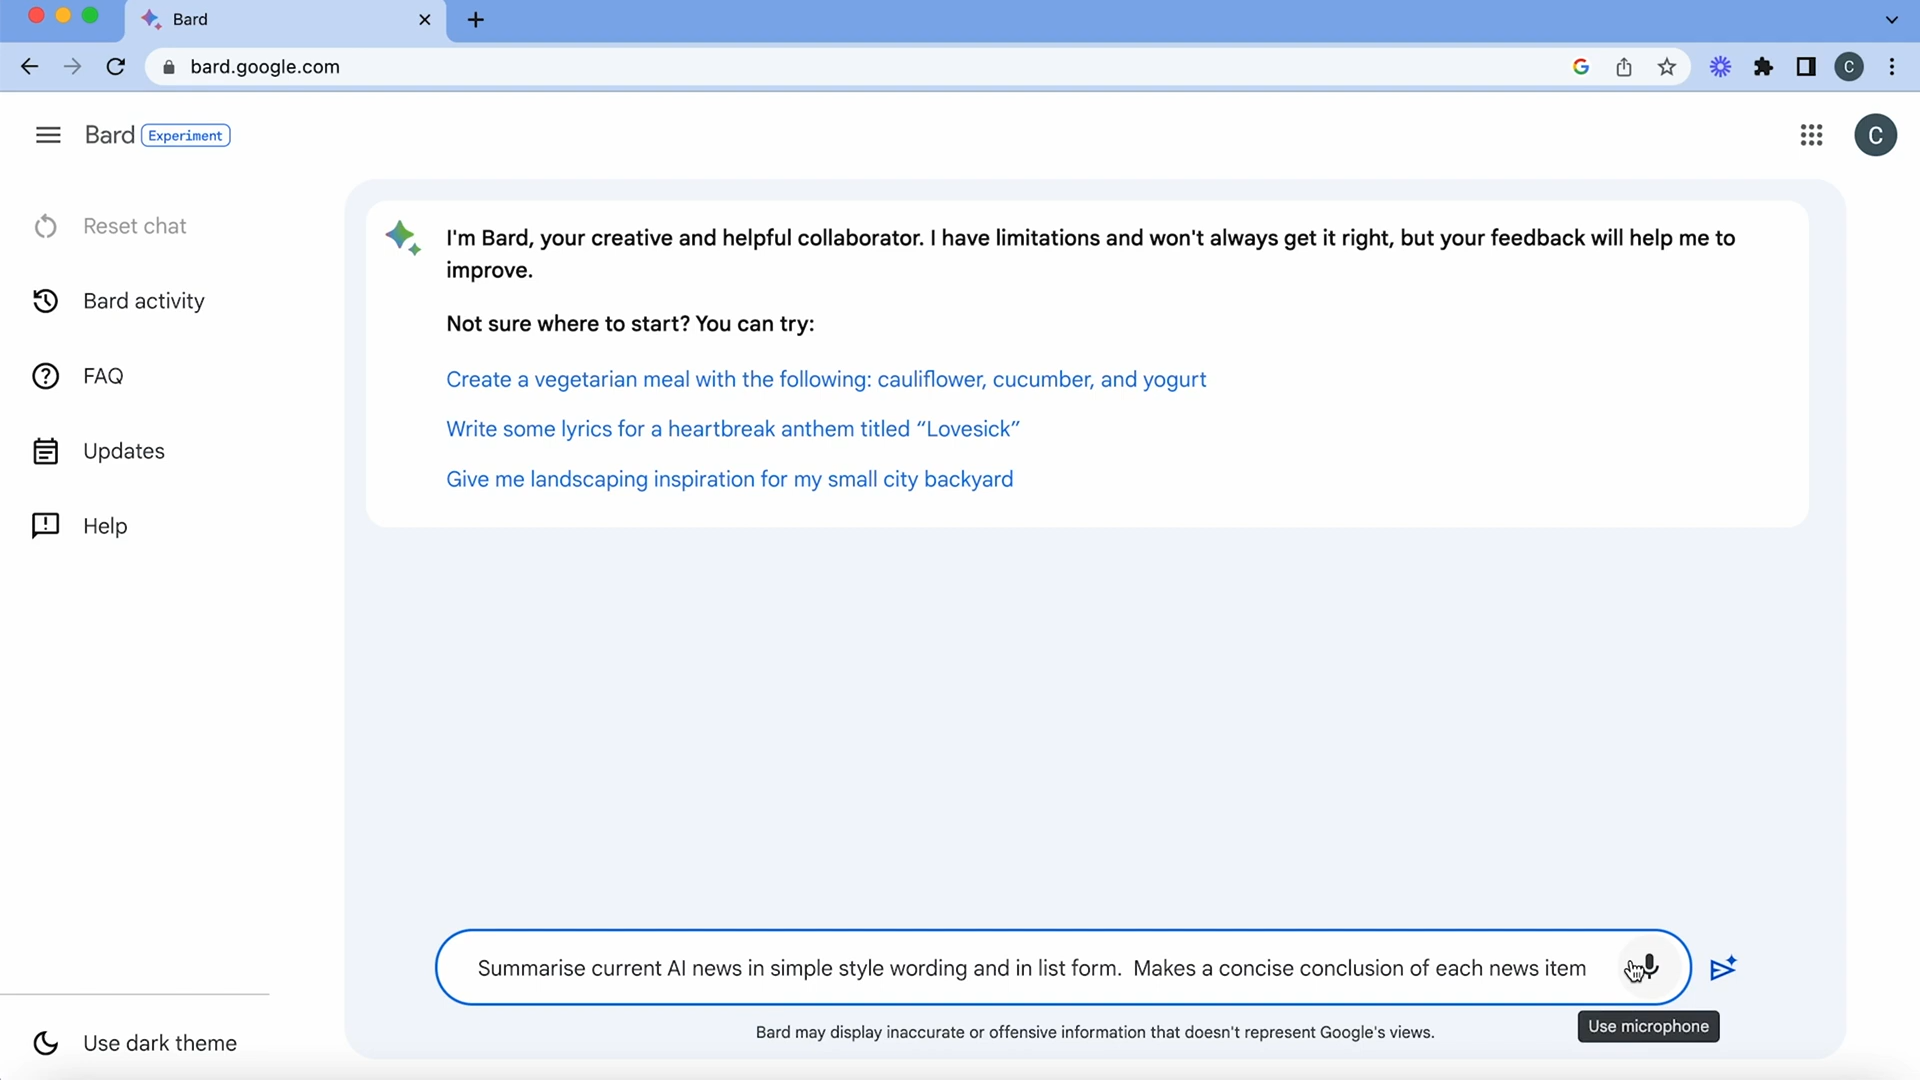 Bard
bard.google.com
C
Bard Experiment
C
Reset chat
Bard activity
FAQ
Updates
Help
I'm Bard, your creative and helpful collaborator. I have limitations and won't always get it right, but your feedback will help me to
improve.
Not sure where to start? You can try:
Create a vegetarian meal with the following: cauliflower, cucumber, and yogurt
Write some lyrics for a heartbreak anthem titled “Lovesick”
Give me landscaping inspiration for my small city backyard
Summarise current AI news in simple style wording and in list form.  Makes a concise conclusion of each news item
Use microphone
Bard may display inaccurate or offensive information that doesn't represent Google's views.
Use dark theme